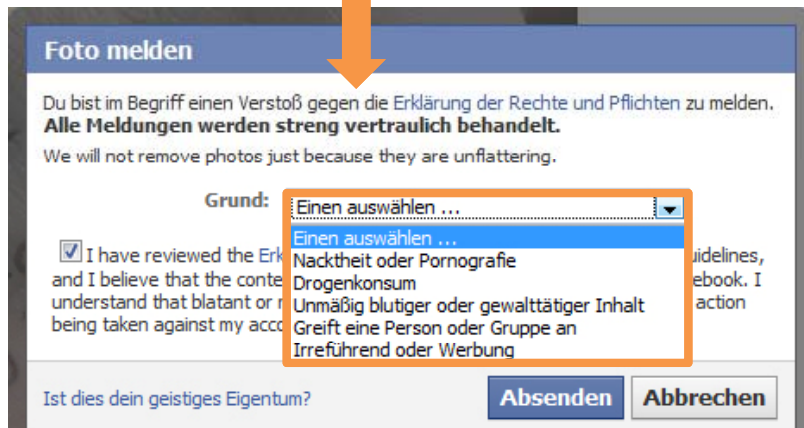 Foto melden
Du bist im Begriff einen Verstoß gegen die Erklärung der Rechte und Pflichten zu melden.
Alle Meldungen werden streng vertraulich behandelt.
We will not remove photos just because they are unflattering.
Grund: Einen auswählen ...
Einen auswählen ...
Nacktheit oder Pornografie
Drogenkonsum
Unmäßig blutiger oder gewalttätiger Inhalt
Greift eine Person oder Gruppe an
Irreführend oder Werbung
I have reviewed the
and I believe that the
understand that blatant or
action
being taken against my
Ist dies dein geistiges Eigentum?
Absenden
Abbrechen